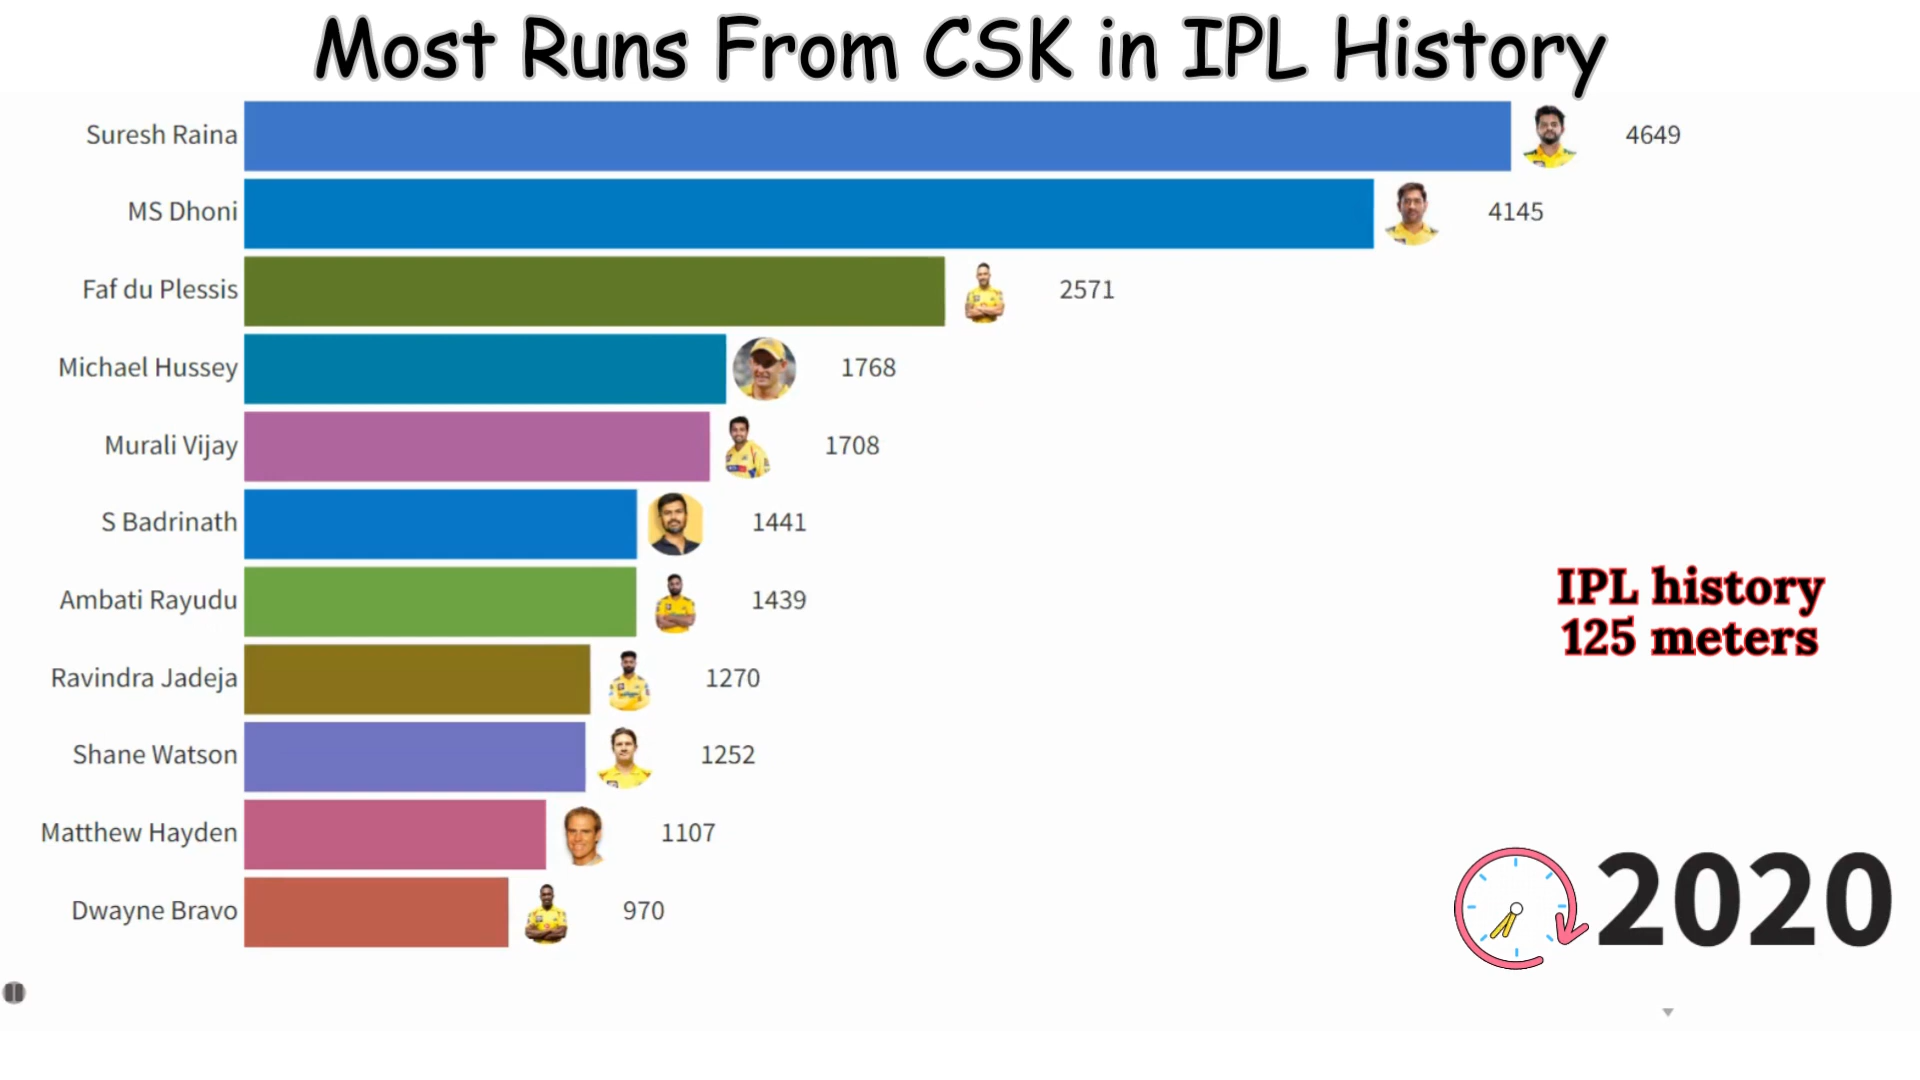 Most Runs From CSK in IPL History
Suresh Raina 4649
MS Dhoni 4145
Faf du Plessis 2571
Michael Hussey 1768
Murali Vijay 1708
S Badrinath 1441
Ambati Rayudu 1439
Ravindra Jadeja 1270
Shane Watson 1252
Matthew Hayden 1107
Dwayne Bravo 970
IPL history
125 meters
2020